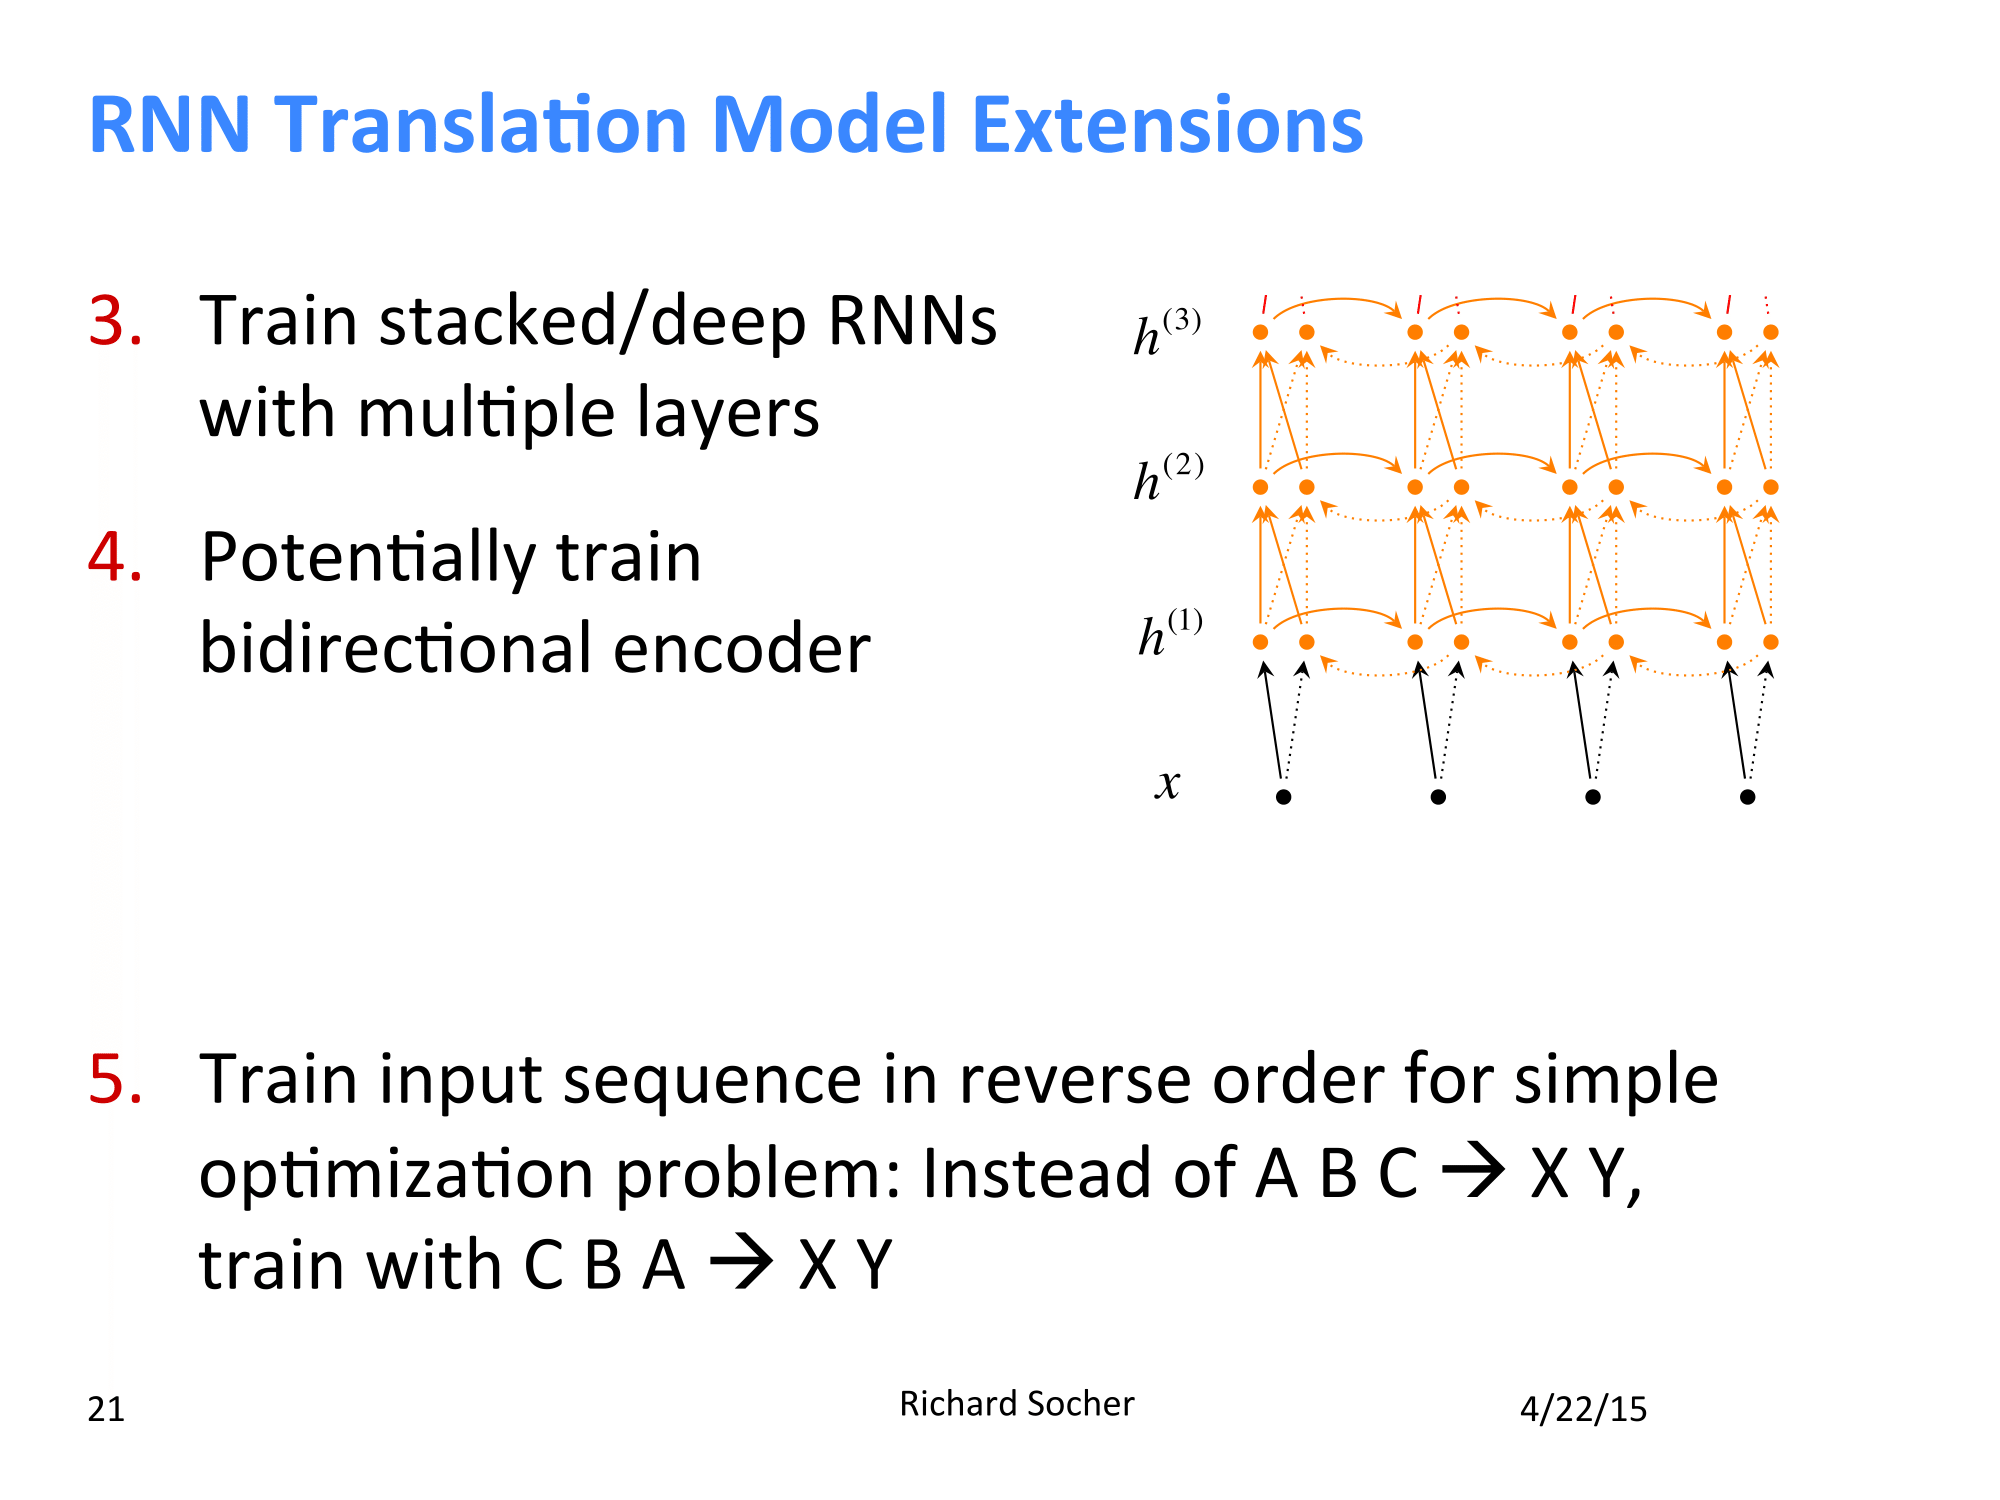 RNN Translation Model Extensions
3. Train stacked/deep RNNs
with multiple layers
4. Potentially train
bidirectional encoder
h(3)
h(2)
h(1)
x
5. Train input sequence in reverse order for simple
optimization problem: Instead of A B C → X Y,
train with C B A → X Y
21 Richard Socher 4/22/15